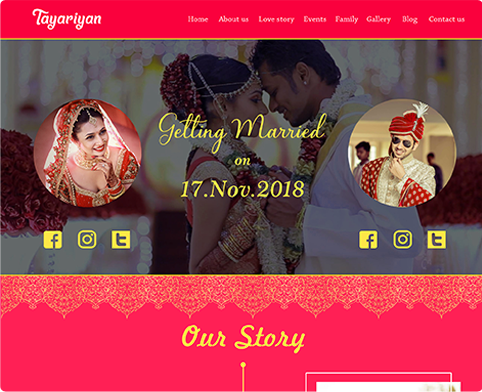 Tayariyan
Home About us Love story Events Family Gallery Blog Contact us
Getting Married
on
17.Nov.2018
Our Story